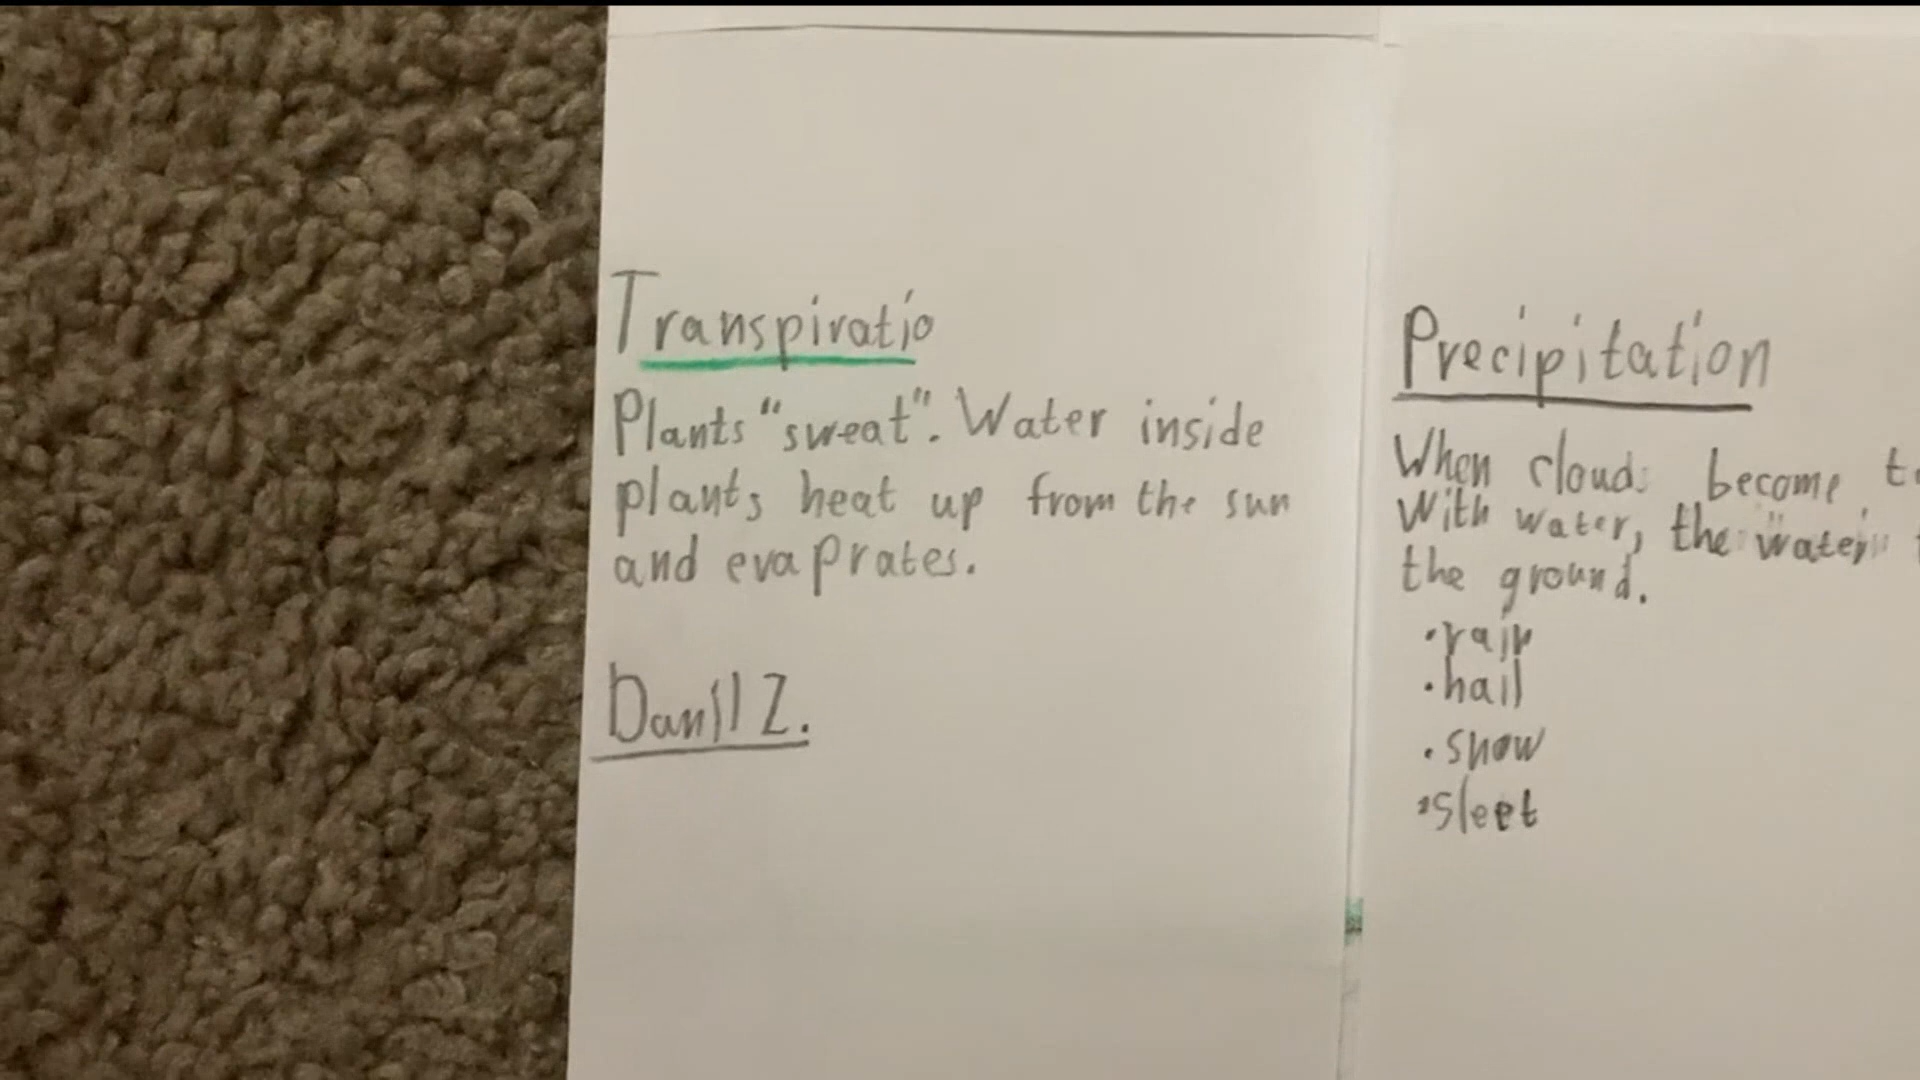 Transpiratio
Plants "sweat". Water inside
plants heat up from the sun
and evaprates.
Danil Z.
Precipitation
When clouds become
With water, the water
the ground.
• rain
• hail
• snow
• sleet